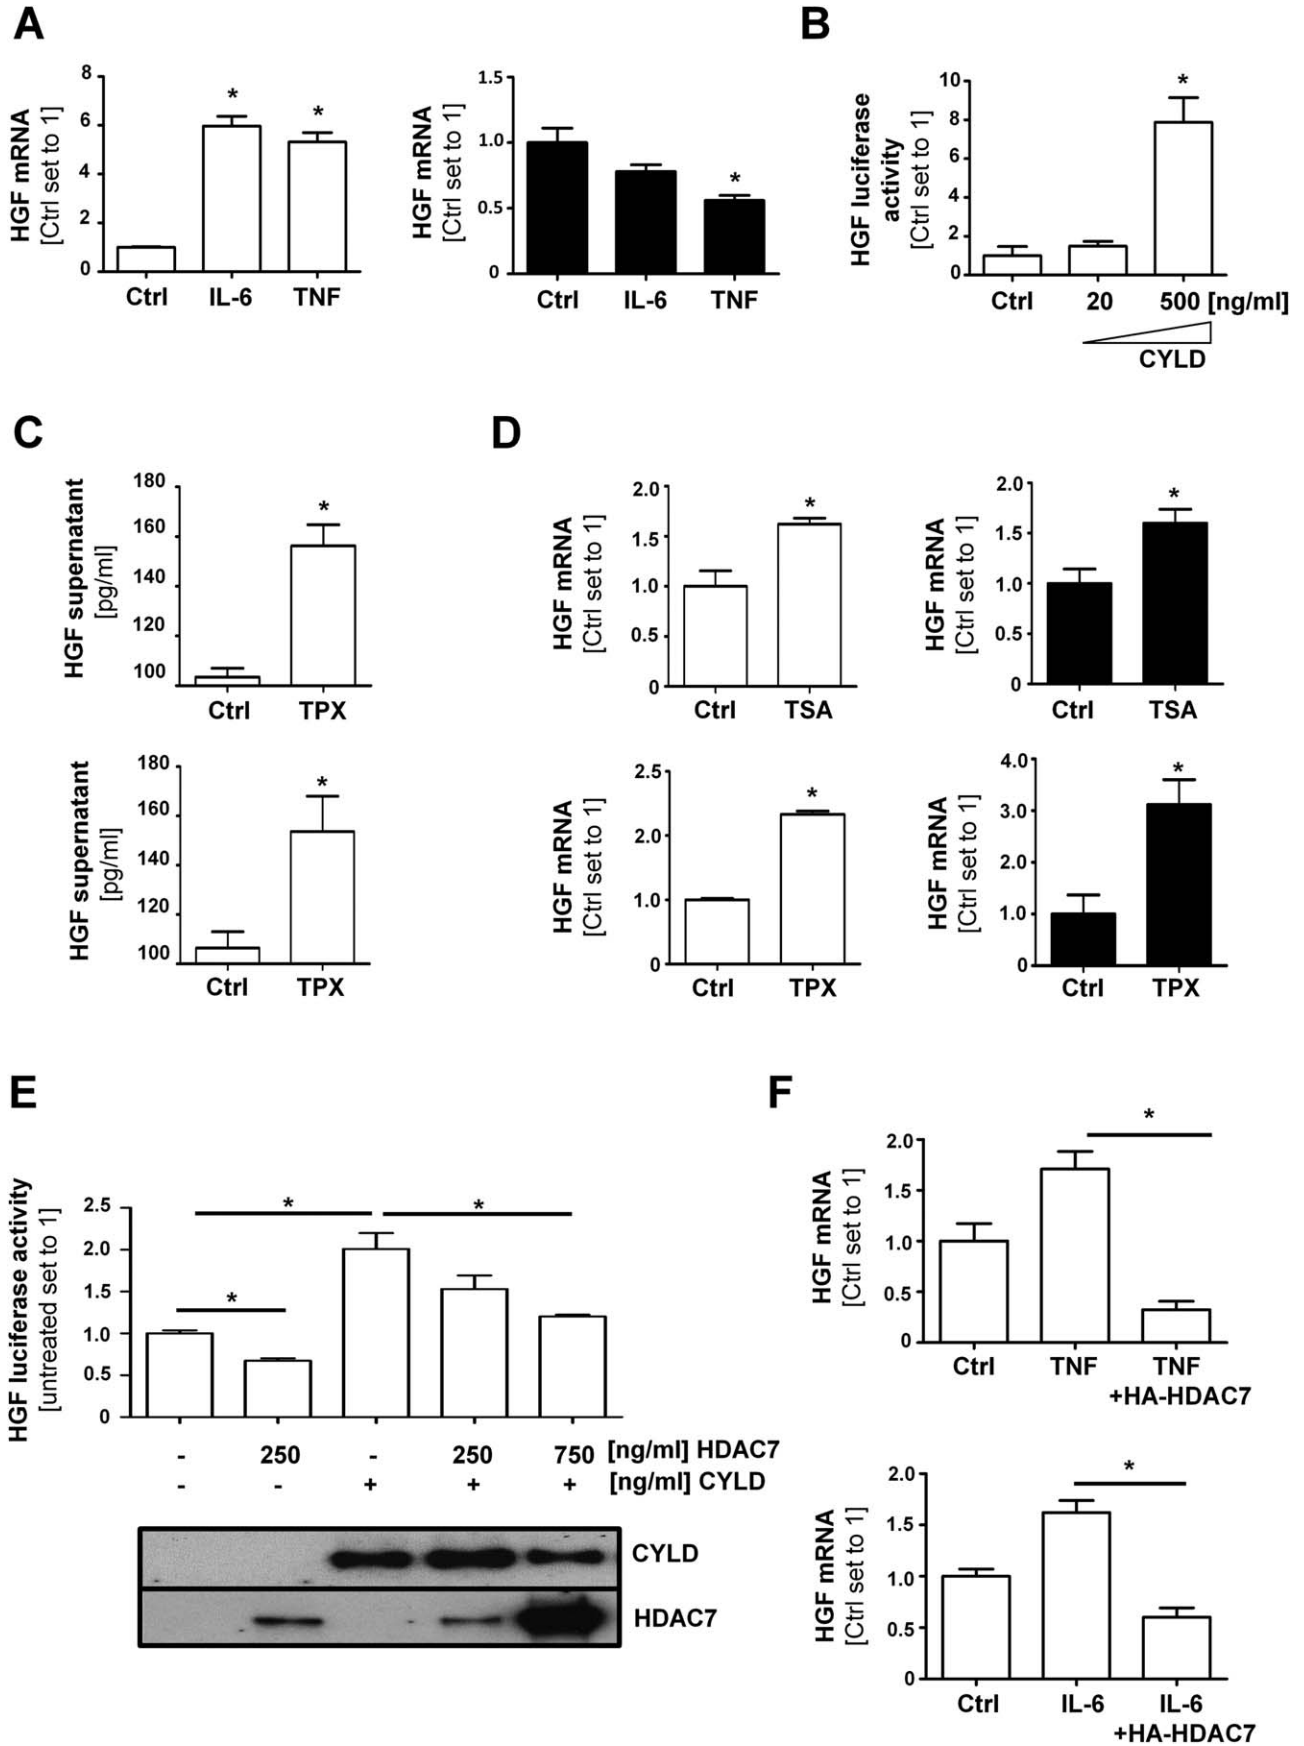 A
HGF mRNA
[Ctrl set to 1]
8
6
4
2
0
*
*
Ctrl IL-6 TNF
HGF mRNA
[Ctrl set to 1]
1.5
1.0
0.5
0
*
Ctrl IL-6 TNF
B
HGF luciferase
activity
[Ctrl set to 1]
10
8
6
4
2
0
*
Ctrl 20 500 [ng/ml]
CYLD
C
HGF supernatant
[pg/ml]
180
160
140
120
100
*
Ctrl TPX
HGF supernatant
[pg/ml]
180
160
140
120
100
*
Ctrl TPX
D
HGF mRNA
[Ctrl set to 1]
2.0
1.5
1.0
0.5
0
*
Ctrl TSA
HGF mRNA
[Ctrl set to 1]
2.0
1.5
1.0
0.5
0
*
Ctrl TSA
HGF mRNA
[Ctrl set to 1]
2.5
2.0
1.0
0
*
Ctrl TPX
HGF mRNA
[Ctrl set to 1]
4.0
3.0
2.0
1.0
0
*
Ctrl TPX
E
HGF luciferase activity
[untreated set to 1]
2.5
2.0
1.5
1.0
0.5
0
*
*
*
- 250 - 250 750 [ng/ml] HDAC7
- - + + + [ng/ml] CYLD
CYLD
HDAC7
F
HGF mRNA
[Ctrl set to 1]
2.0
1.5
1.0
0.5
0
*
Ctrl TNF TNF
+HA-HDAC7
HGF mRNA
[Ctrl set to 1]
2.0
1.5
1.0
0.5
0
*
Ctrl IL-6 IL-6
+HA-HDAC7